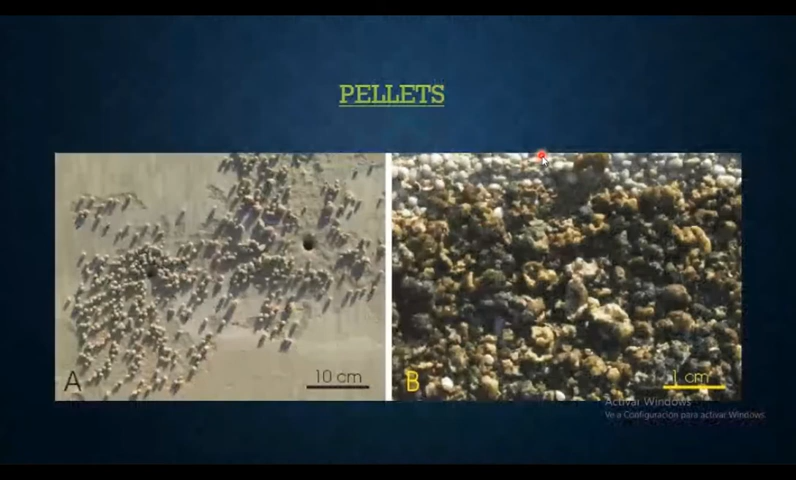 PELLETS
A
10 cm
B
1 cm
Activar Windows
Ve a Configuración para activar Windows.